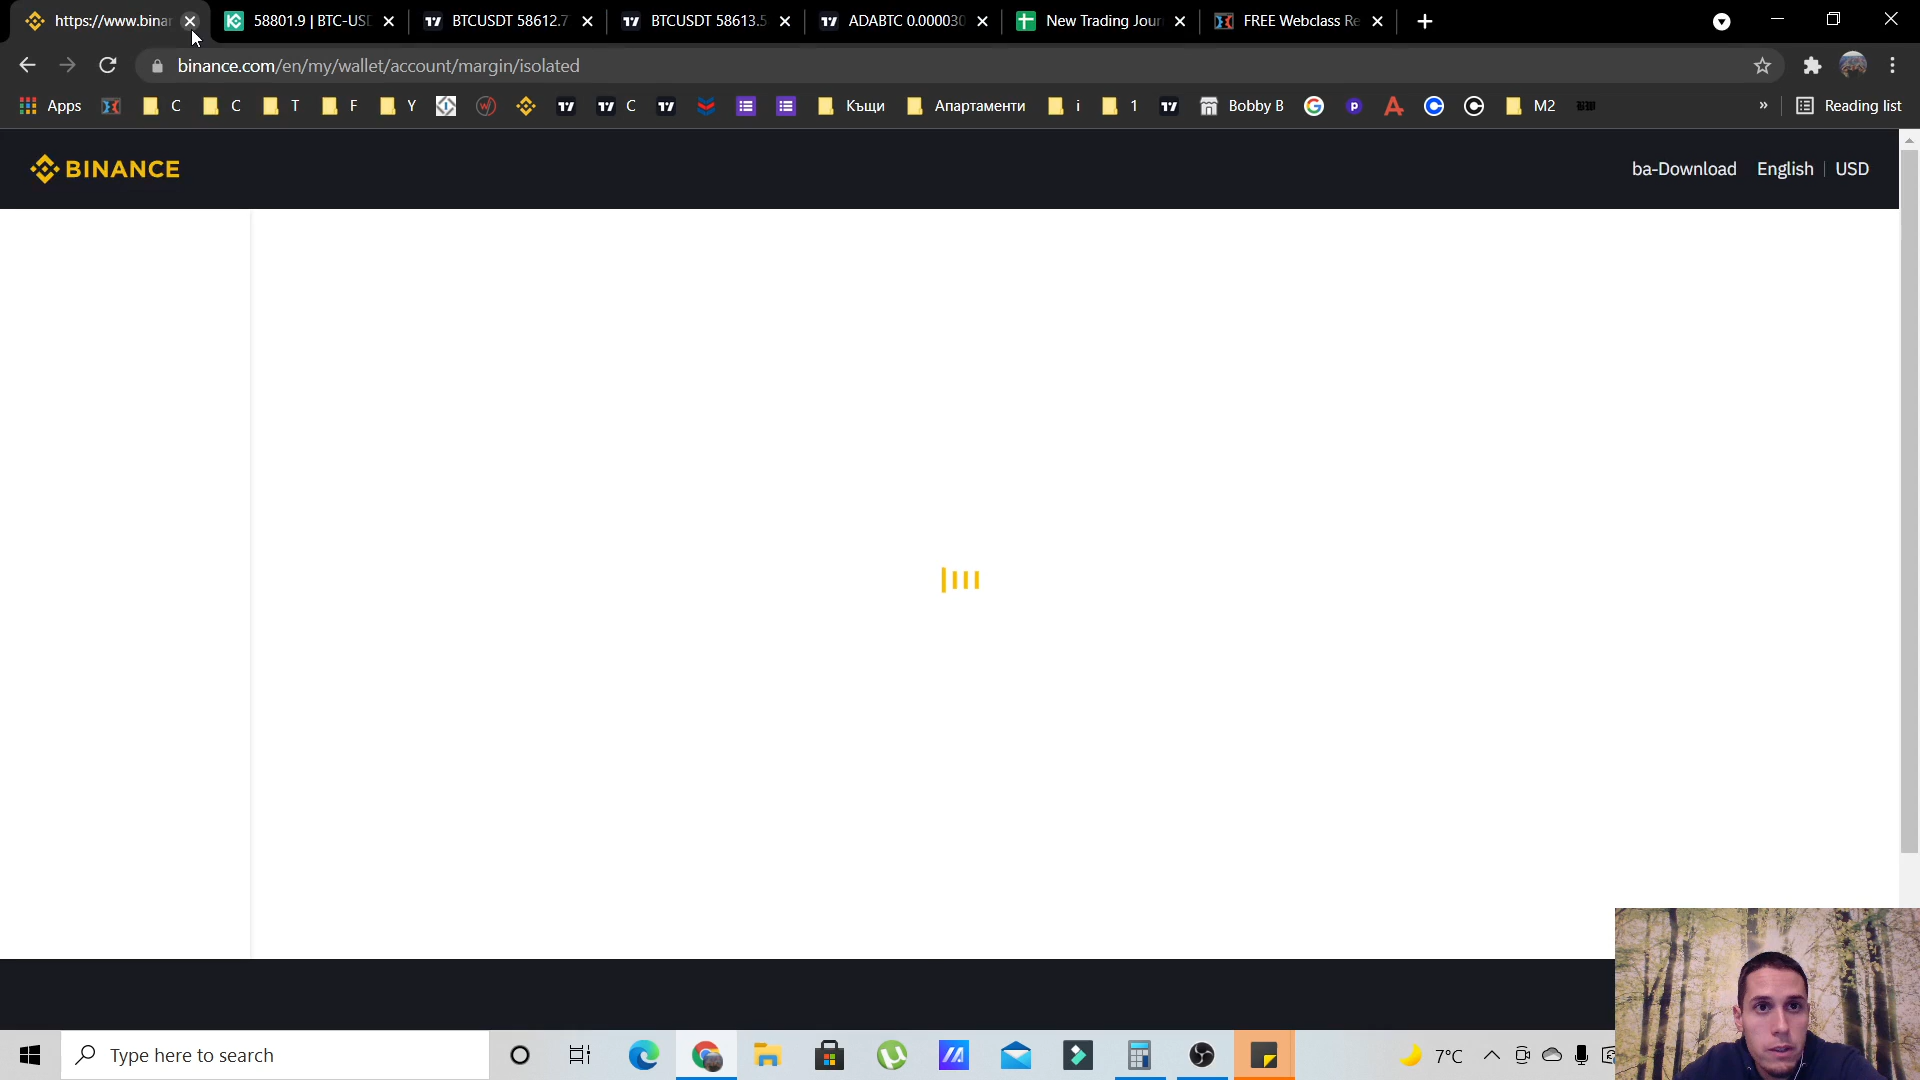 https://www.binar
58801.9 | BTC-USD
BTCUSDT 58612.7
BTCUSDT 58613.5
ADABTC 0.000030
New Trading Jour
FREE Webclass Re
binance.com/en/my/wallet/account/margin/isolated
Apps C C T F Y C Къщи Апартаменти i 1 Bobby B M2 » Reading list
BINANCE
ba-Download English USD
Type here to search
7°C